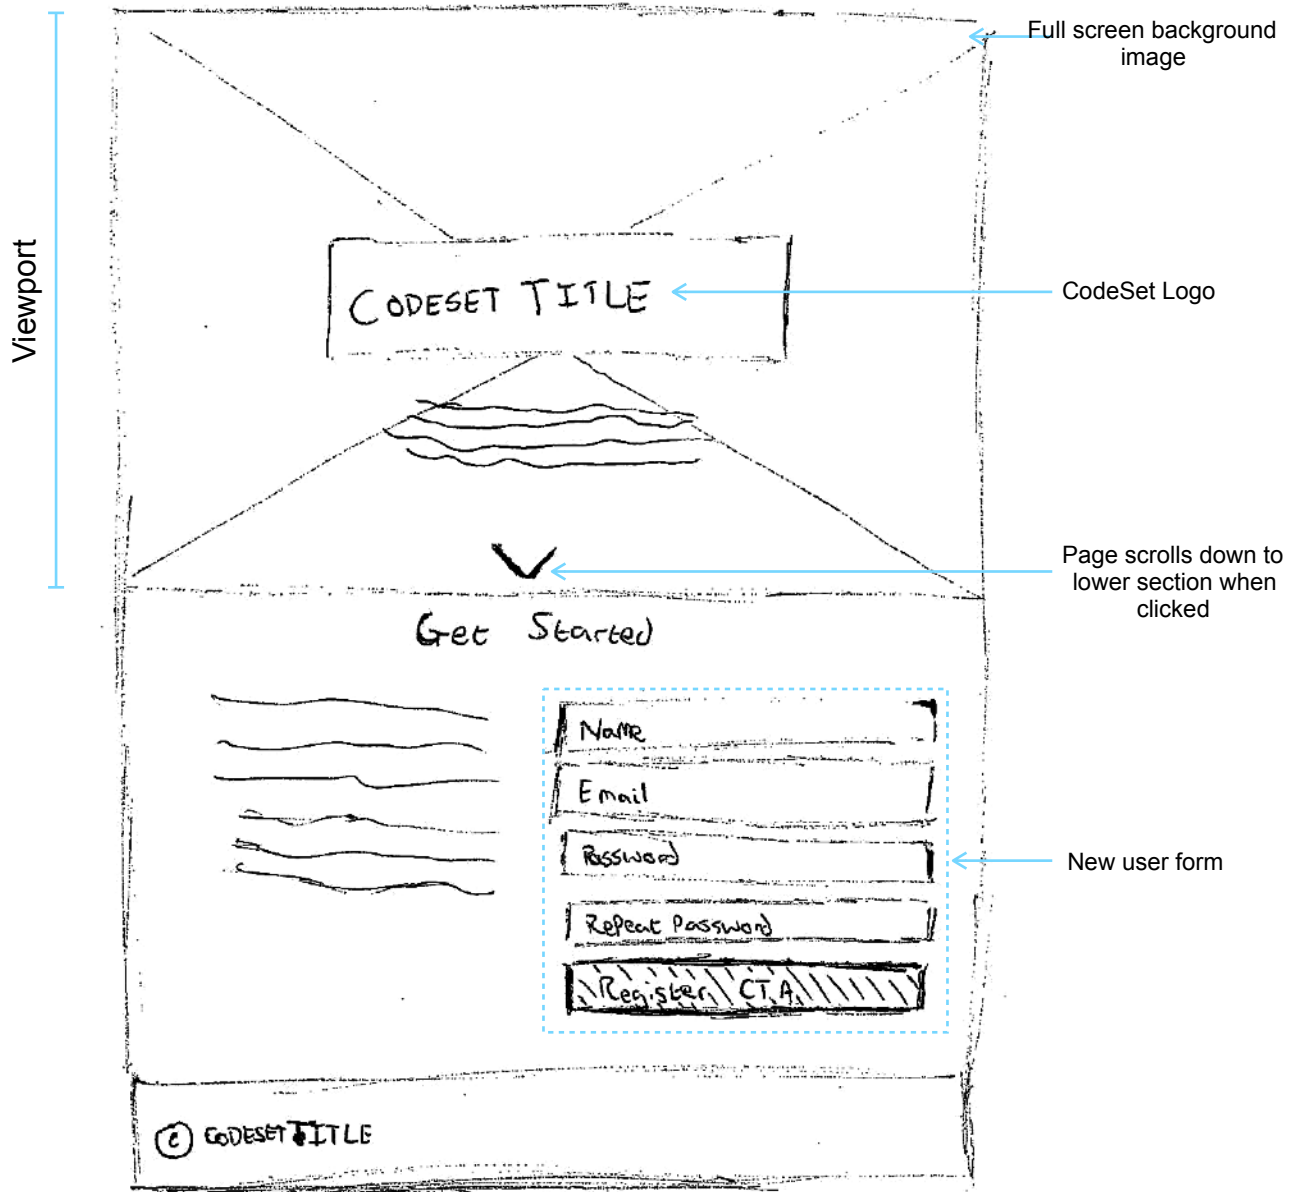 Full screen background
image
Viewport
CODESET TITLE
CodeSet Logo
Page scrolls down to
lower section when
clicked
Get Started
Name
Email
Password
New user form
Repeat Password
Register CTA
© CODESET TITLE